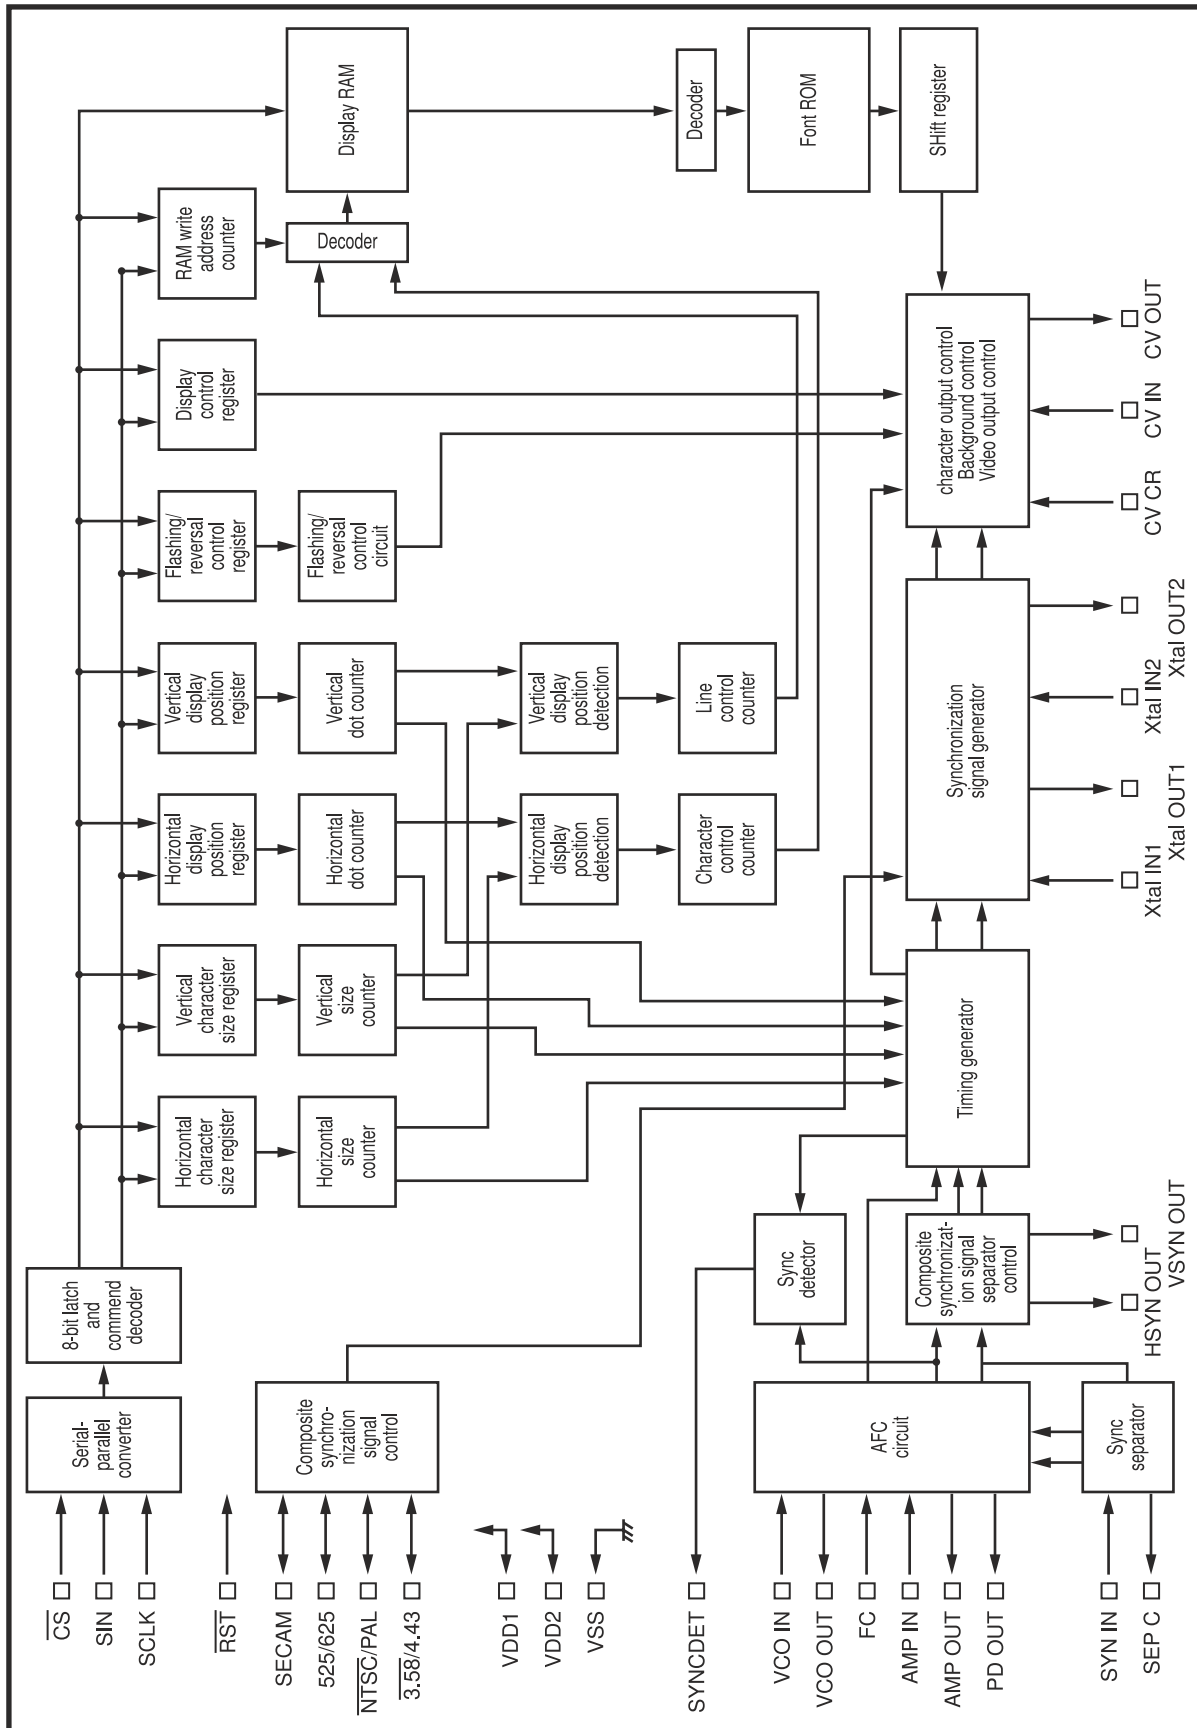 CS
SIN
SCLK
RST
SECAM
525/625
NTSC/PAL
3.58/4.43
VDD1
VDD2
VSS
SYNCDET
VCO IN
VCO OUT
FC
AMP IN
AMP OUT
PD OUT
SYN IN
SEP C
Serial-
parallel
converter
8-bit latch
and
commend
decoder
Composite
synchro-
nization
signal
control
AFC
circuit
Sync
separator
Sync
detector
Composite
synchronizat-
ion signal
separator
control
HSYN OUT
VSYN OUT
Horizontal
character
size register
Horizontal
size
counter
Vertical
character
size register
Vertical
size
counter
Timing generator
Horizontal
display
position
register
Horizontal
dot counter
Horizontal
display
position
detection
Character
control
counter
Vertical
display
position
register
Vertical
dot counter
Vertical
display
position
detection
Line
control
counter
Synchronization
signal generator
Xtal IN1
Xtal OUT1
Xtal IN2
Xtal OUT2
Flashing/
reversal
control
register
Flashing/
reversal
control
circuit
Display
control
register
character output control
Background control
Video output control
CV CR
CV IN
CV OUT
RAM write
address
counter
Decoder
Display RAM
Decoder
Font ROM
SHift register